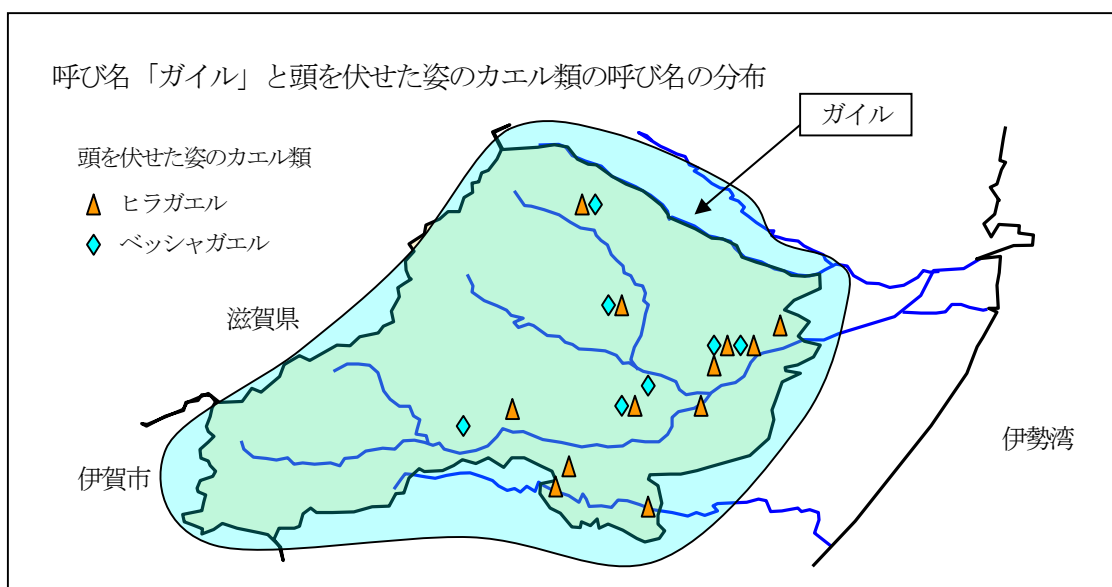 呼び名「ガイル」と頭を伏せた姿のカエル類の呼び名の分布
ガイル
頭を伏せた姿のカエル類
ヒラガエル
ベッシャガエル
滋賀県
伊賀市
伊勢湾